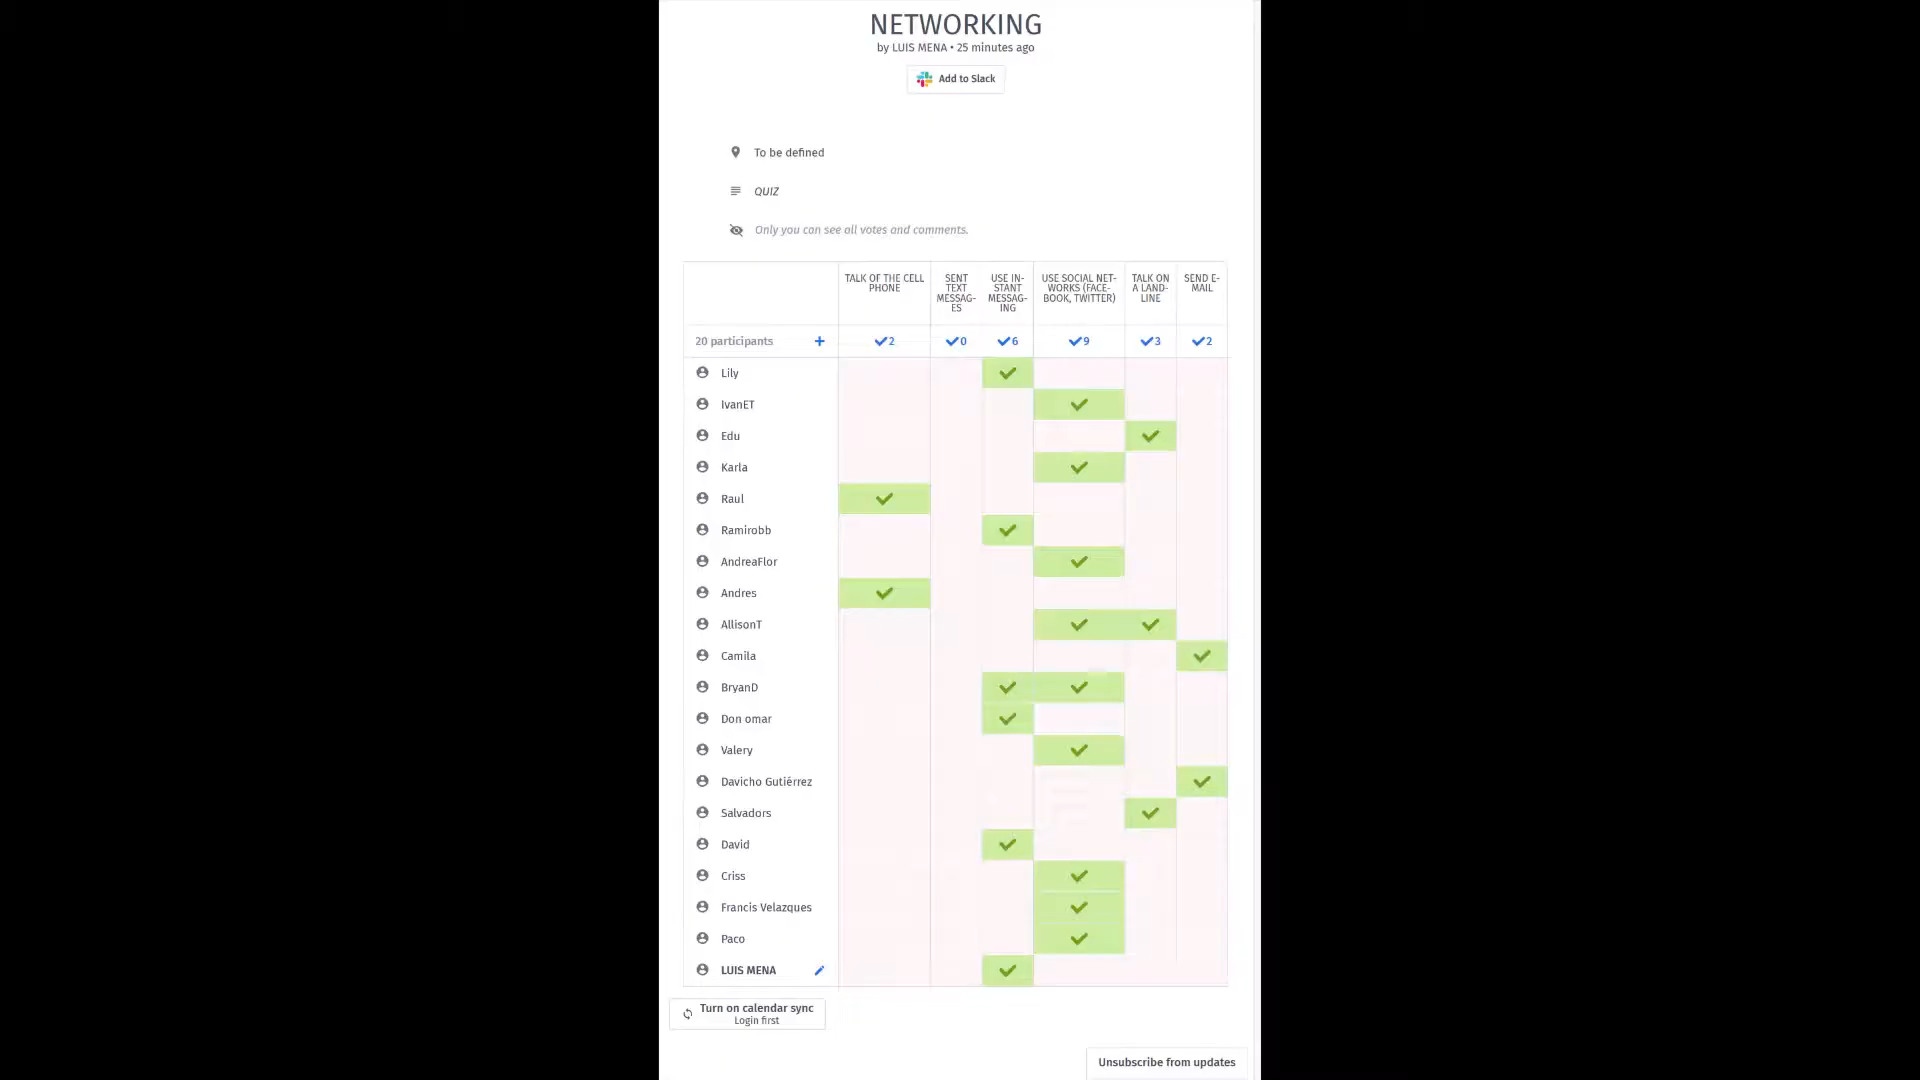 NETWORKING
by LUIS MENA • 25 minutes ago
Add to Slack
To be defined
QUIZ
Only you can see all votes and comments.
TALK OF THE CELL
PHONE
SENT
TEXT
MESSAG-
ES
USE IN-
STANT
MESSAG-
ING
USE SOCIAL NET-
WORKS (FACE-
BOOK, TWITTER)
TALK ON
A LAND-
LINE
SEND E-
MAIL
20 participants + 2 0 6 9 3 2
Lily
IvanET
Edu
Karla
Raul
Ramirobb
AndreaFlor
Andres
AllisonT
Camila
BryanD
Don omar
Valery
Davicho Gutiérrez
Salvadors
David
Criss
Francis Velazques
Paco
LUIS MENA
Turn on calendar sync
Login first
Unsubscribe from updates